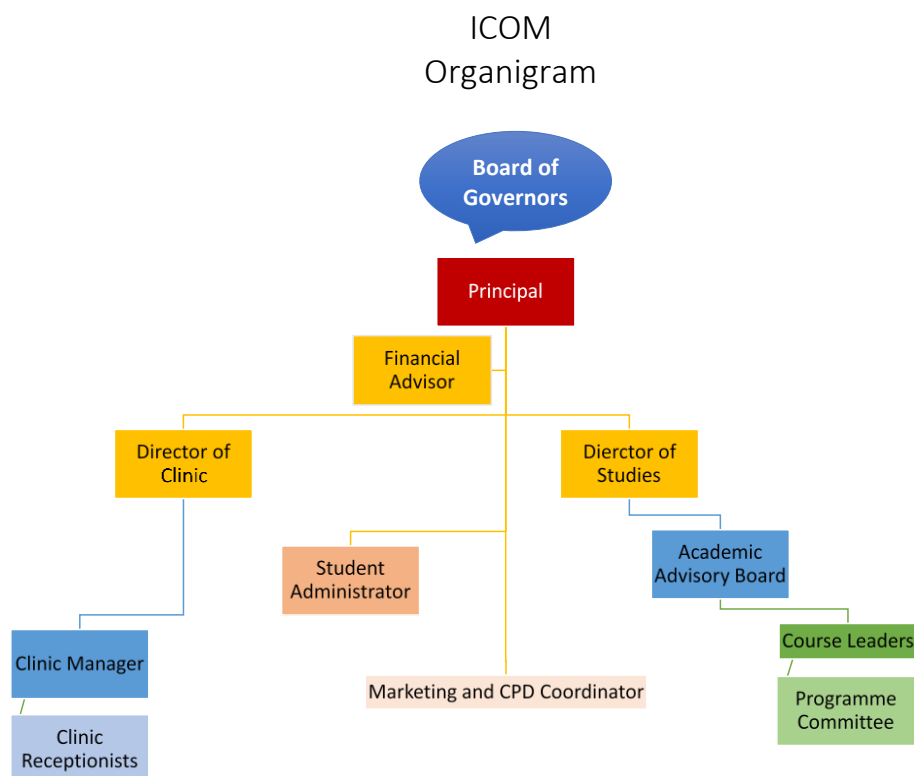 ICOM
Organigram
Board of
Governors
Principal
Financial
Advisor
Director of
Clinic
Dierctor of
Studies
Student
Administrator
Academic
Advisory Board
Clinic Manager
Course Leaders
Marketing and CPD Coordinator
Programme
Committee
Clinic
Receptionists